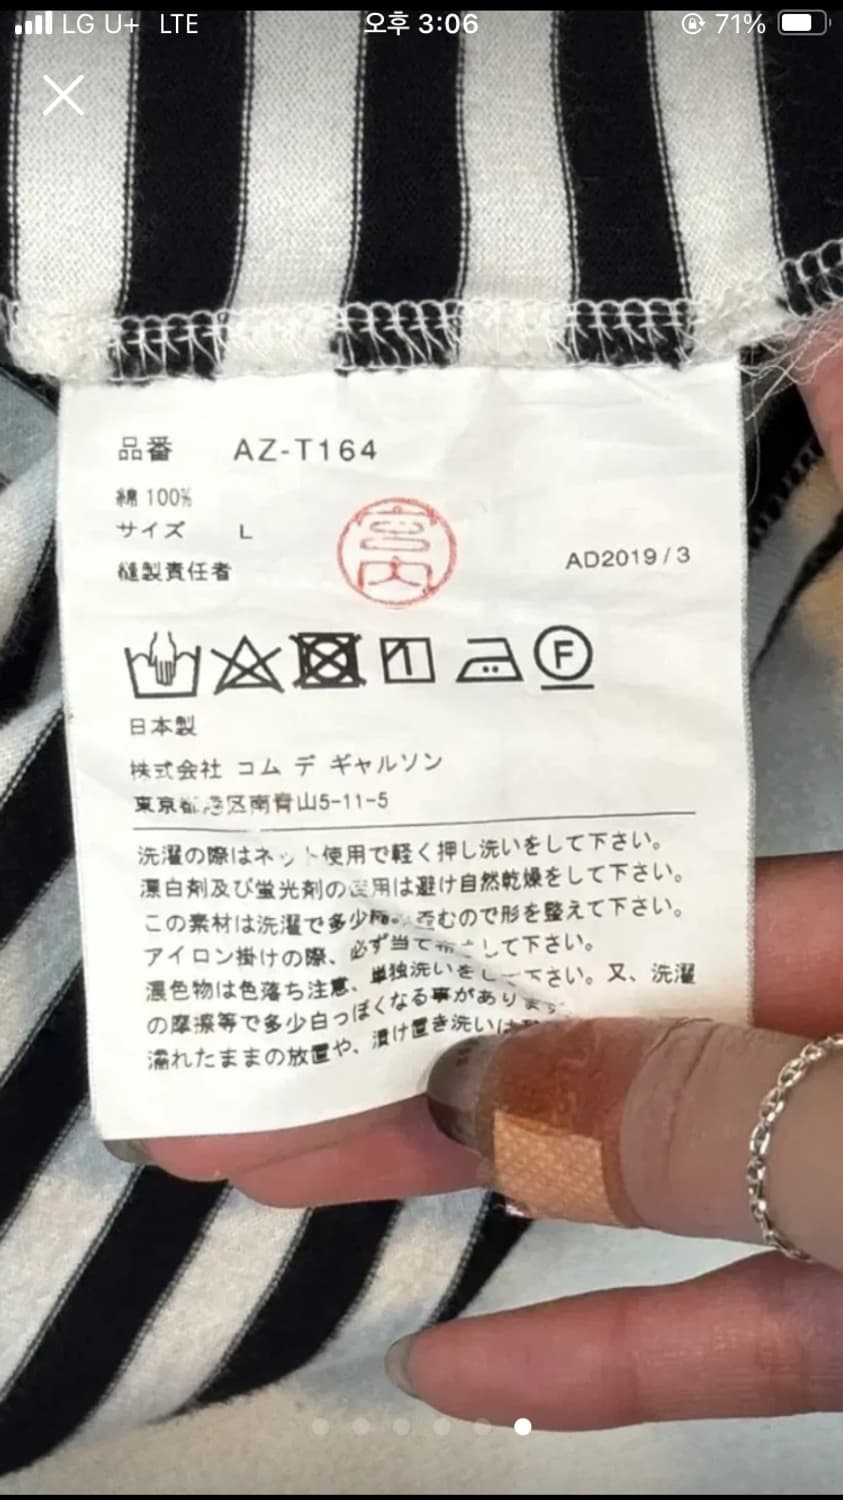 LG U+ LTE 오후 3:06 71%
品番 AZ-T164
綿 100%
サイズ L
縫製責任者
宮内
AD2019/3
F
日本製
株式会社 コム デ ギャルソン
東京都港区南青山5-11-5
洗濯の際はネット使用で軽く押し洗いをして下さい。
漂白剤及び蛍光剤の使用は避け自然乾燥をして下さい。
この素材は洗濯で多少縮み歪むので形を整えて下さい。
アイロン掛けの際、必ず当て布をして下さい。
濃色物は色落ち注意、単独洗いをして下さい。又、洗濯
の摩擦等で多少白っぽくなる事があります。
濡れたままの放置や、漬け置き洗いは